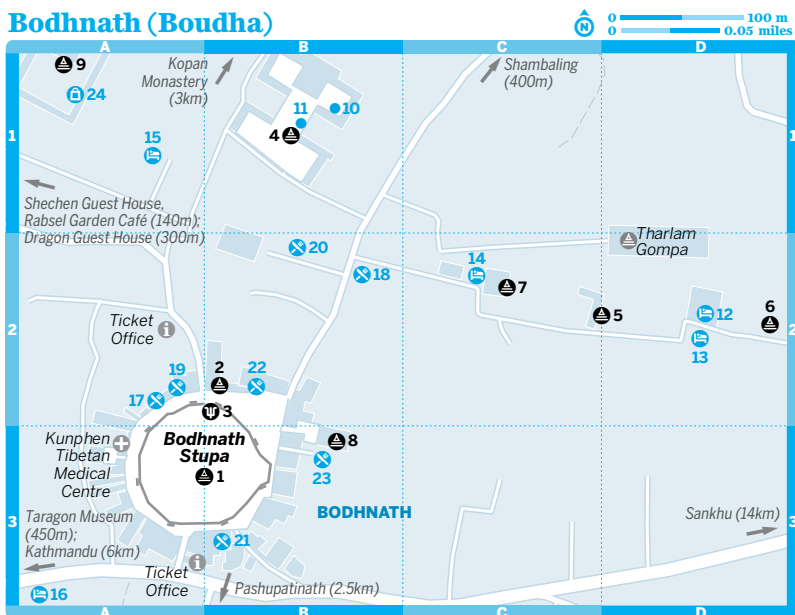 Bodhnath (Boudha)
N
0 100 m
0 0.05 miles
A B C D
9
24
Kopan
Monastery
(3km)
11
10
4
Shambaling
(400m)
1 1
15
Shechen Guest House,
Rabsel Garden Café (140m);
Dragon Guest House (300m)
20
18
14
7
Tharlam
Gompa
5
12
6
13
2 2
Ticket
Office
19
2
22
17
3
Kunphen
Tibetan
Medical
Centre
Bodhnath
Stupa
1
8
23
BODHNATH
3 3
Taragon Museum
(450m);
Kathmandu (6km)
21
Sankhu (14km)
Ticket
Office
16
Pashupatinath (2.5km)
A B C D